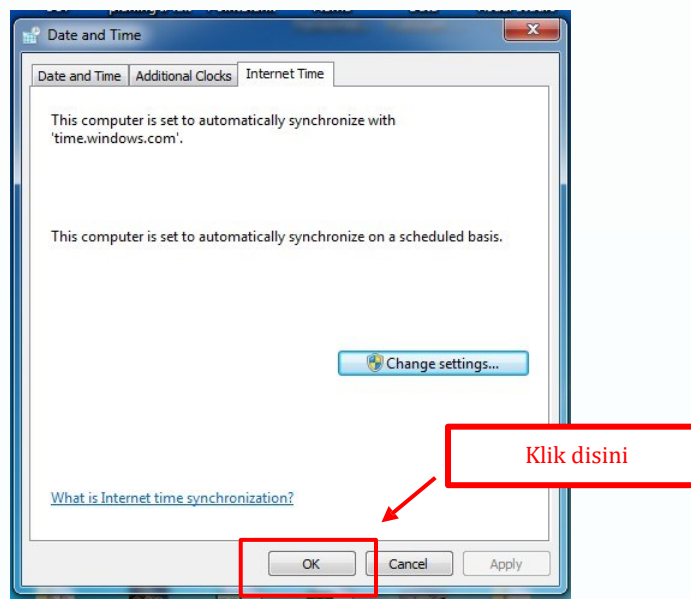 Date and Time
Date and Time Additional Clocks Internet Time
This computer is set to automatically synchronize with
'time.windows.com'.
This computer is set to automatically synchronize on a scheduled basis.
Change settings...
Klik disini
What is Internet time synchronization?
OK Cancel Apply